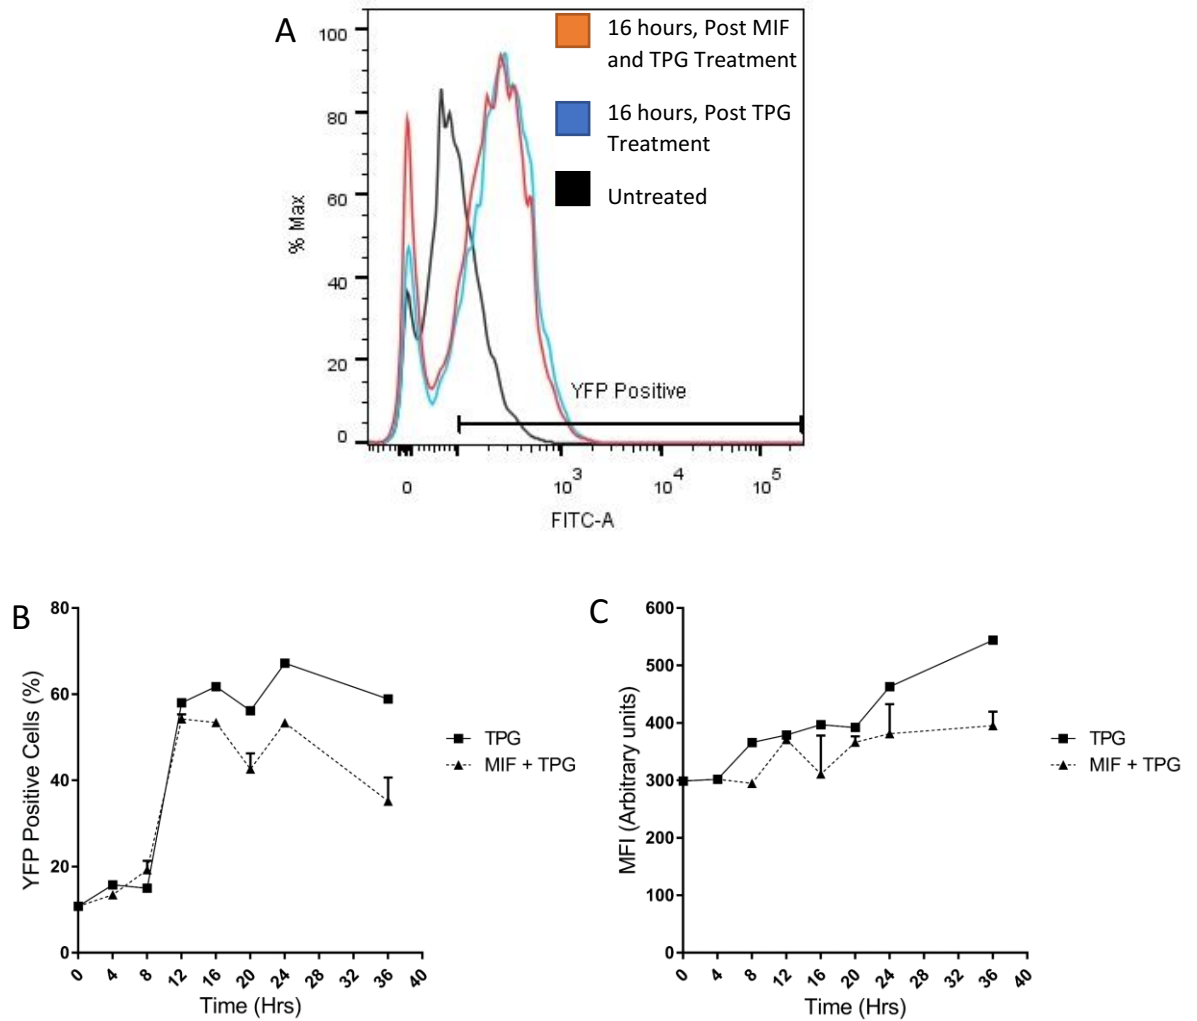 A
16 hours, Post MIF
and TPG Treatment
16 hours, Post TPG
Treatment
Untreated
% Max
100
80
60
40
20
0
YFP Positive
0
10³
10⁴
10⁵
FITC-A
B
YFP Positive Cells (%)
80
60
40
20
0
0 4 8 12 16 20 24 28 32 36 40
Time (Hrs)
TPG
MIF + TPG
C
MFI (Arbitrary units)
600
500
400
300
200
100
0
0 4 8 12 16 20 24 28 32 36 40
Time (Hrs)
TPG
MIF + TPG